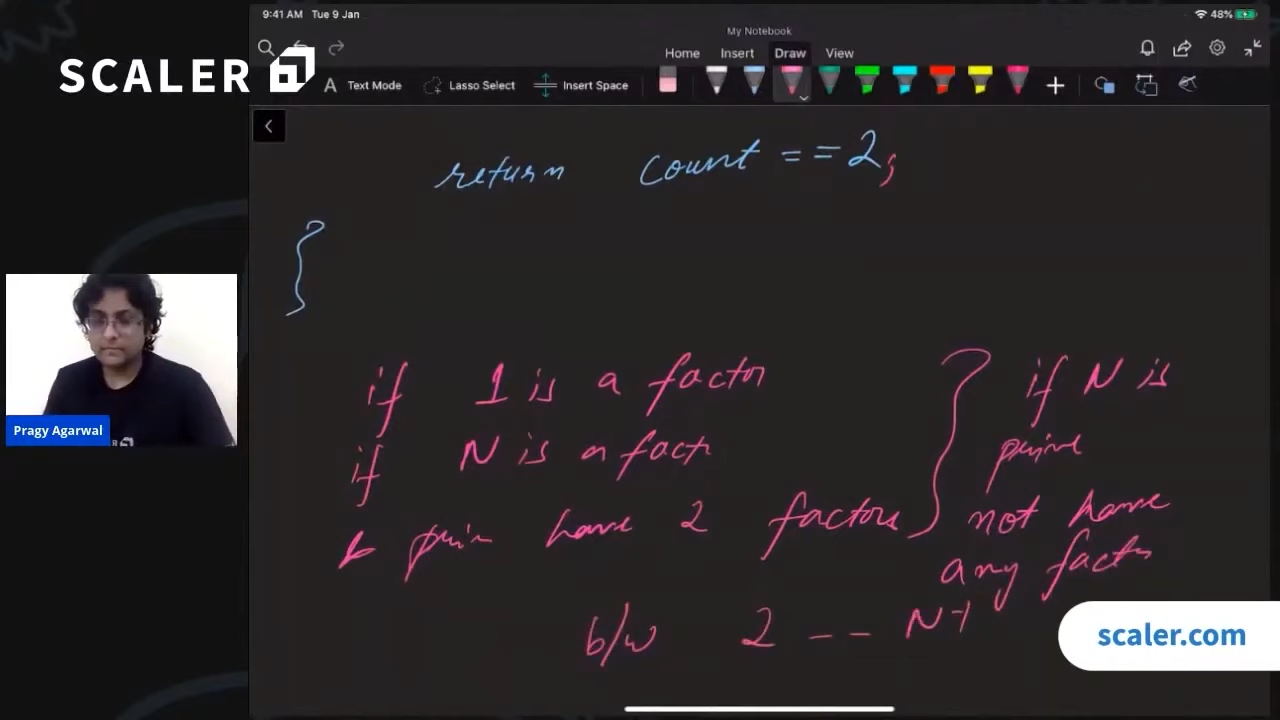 9:41 AM Tue 9 Jan
48%
My Notebook
Home Insert Draw View
SCALER
Text Mode Lasso Select Insert Space
return count == 2;
}
if 1 is a factor
if N is a fact
prim have 2 factors
if N is
prime
not have
any factor
b/w 2 -- N-1
Pragy Agarwal
scaler.com